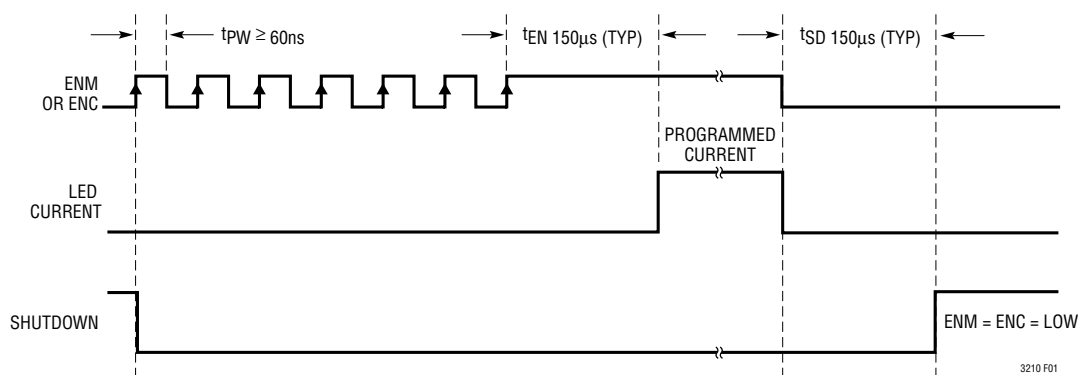 tPW ≥ 60ns
tEN 150µs (TYP)
tSD 150µs (TYP)
ENM
OR ENC
PROGRAMMED
CURRENT
LED
CURRENT
SHUTDOWN
ENM = ENC = LOW
3210 F01